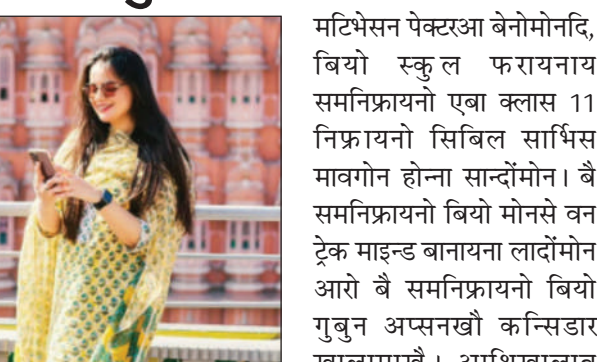 मटिभेसन पेक्टरआ बेनोमोनदि,
बियो स्कुल फरायनाय
समनिफ्रायनो एबा क्लास 11
निफ्रायनो सिबिल सार्भिस
मावगोन होन्ना सान्दोंमोन। बै
समनिफ्रायनो बियो मोनसे वन
ट्रेक माइन्ड बानायना लादोंमोन
आरो बै समनिफ्रायनो बियो
गुबुन अप्सनखौ कन्सिडार